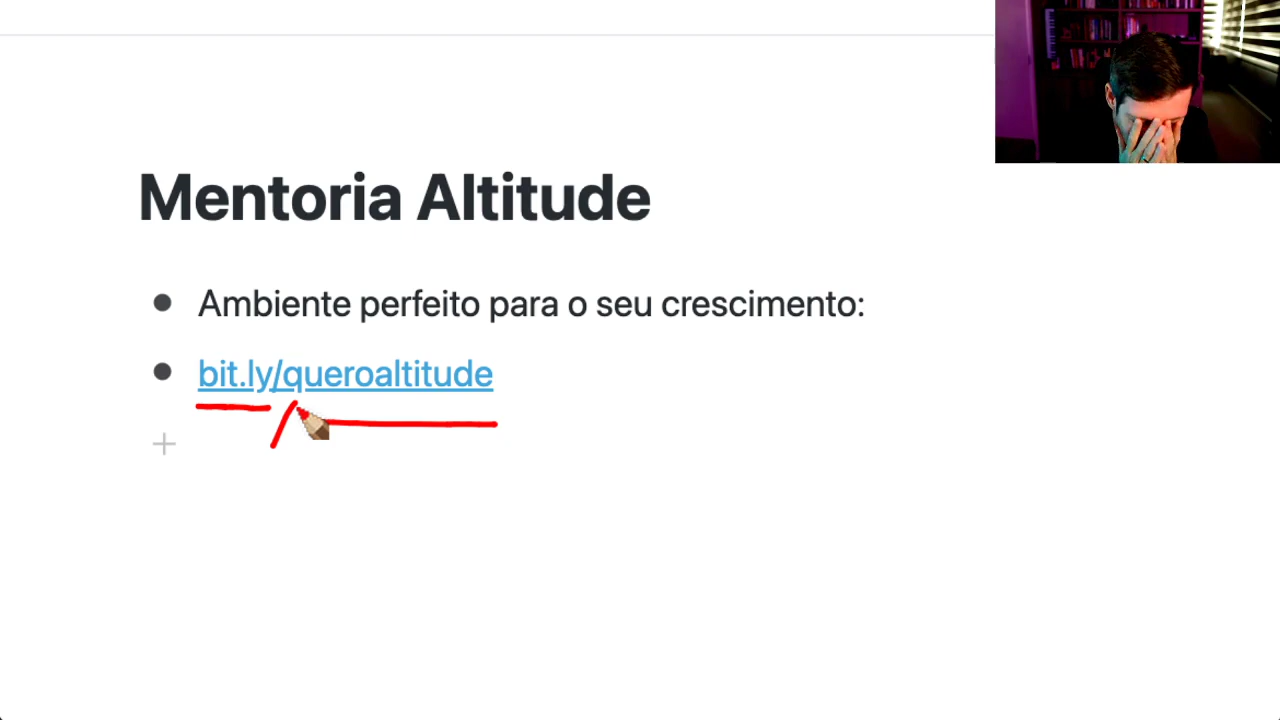 Mentoria Altitude
Ambiente perfeito para o seu crescimento:
bit.ly/queroaltitude